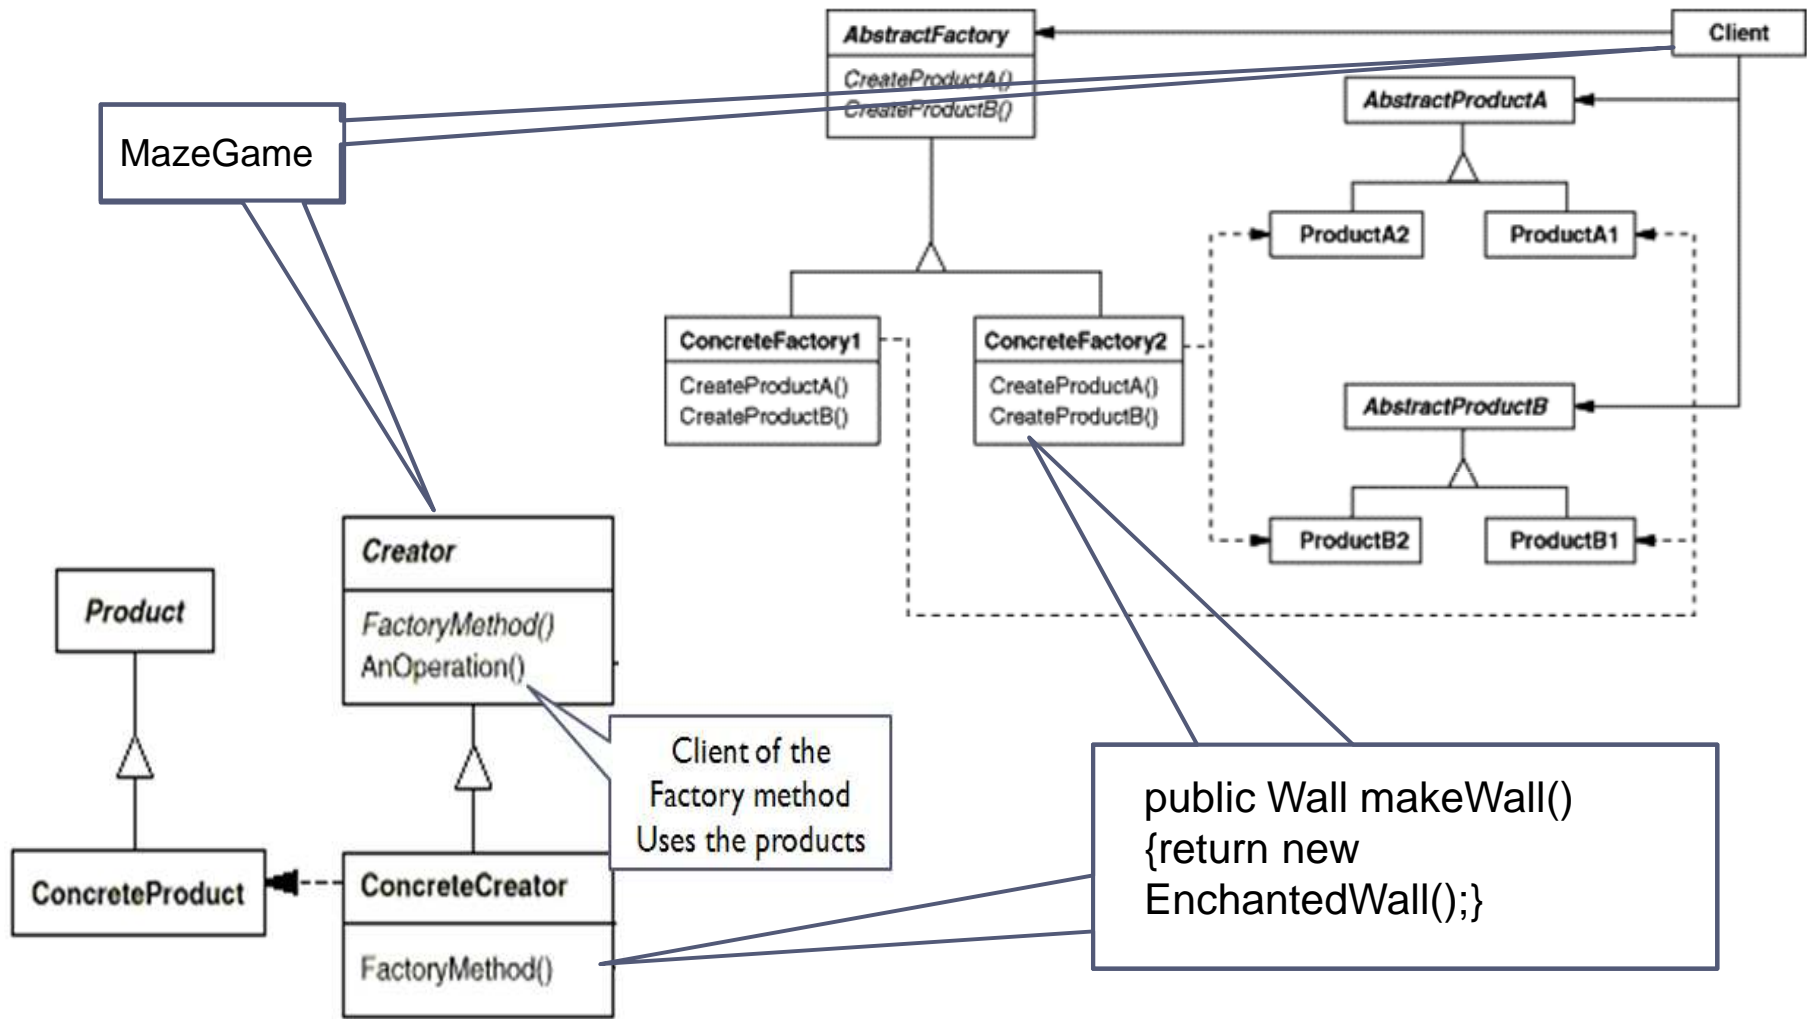 AbstractFactory
CreateProductA()
CreateProductB()
Client
MazeGame
AbstractProductA
ProductA2
ProductA1
ConcreteFactory1
CreateProductA()
CreateProductB()
ConcreteFactory2
CreateProductA()
CreateProductB()
AbstractProductB
ProductB2
ProductB1
Creator
FactoryMethod()
AnOperation()
Product
Client of the
Factory method
Uses the products
ConcreteProduct
ConcreteCreator
FactoryMethod()
public Wall makeWall()
{return new
EnchantedWall();}